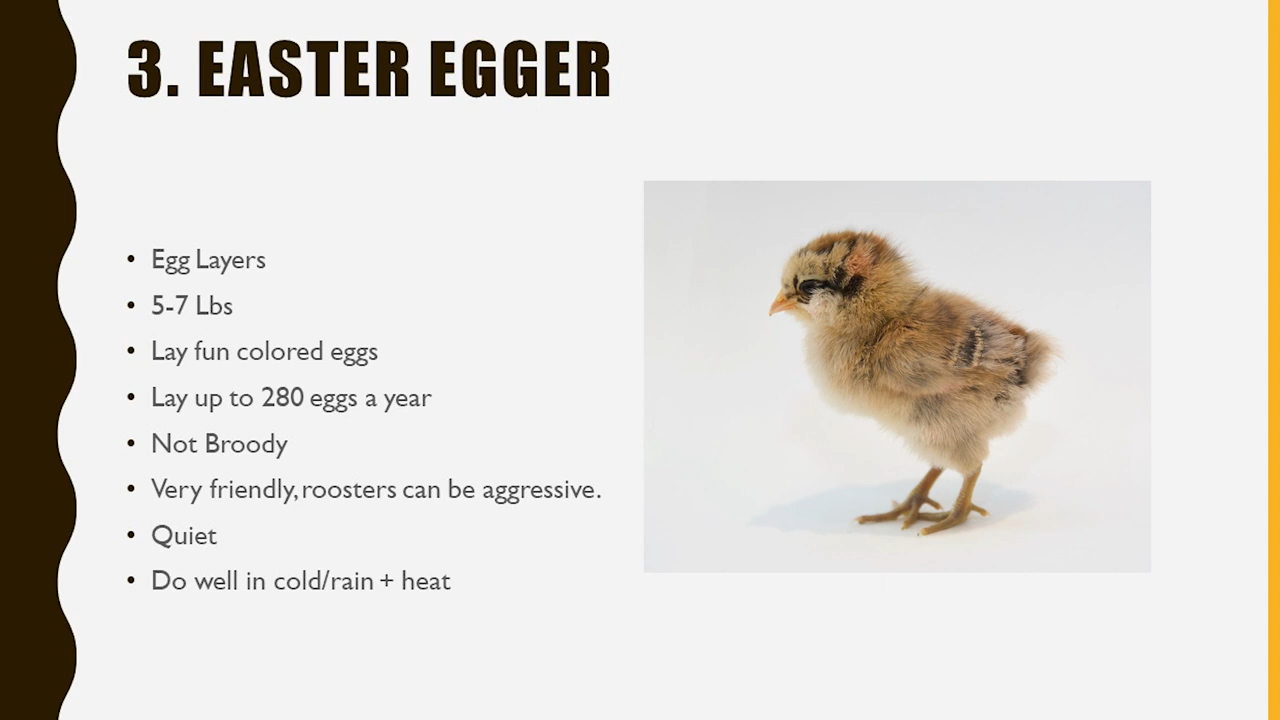 3. EASTER EGGER
• Egg Layers
• 5-7 Lbs
• Lay fun colored eggs
• Lay up to 280 eggs a year
• Not Broody
• Very friendly, roosters can be aggressive.
• Quiet
• Do well in cold/rain + heat